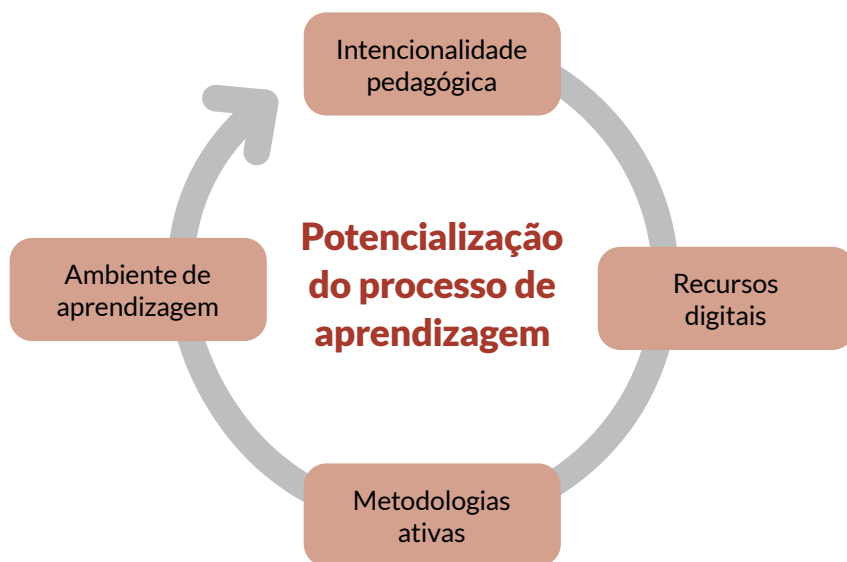 Intencionalidade
pedagógica
Potencialização
do processo de
aprendizagem
Ambiente de
aprendizagem
Recursos
digitais
Metodologias
ativas